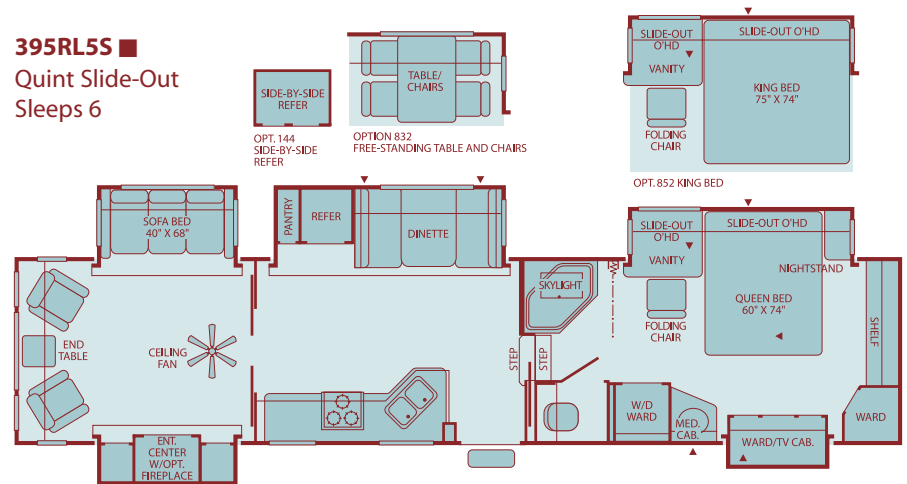 395RL5S
Quint Slide-Out
Sleeps 6
SIDE-BY-SIDE
REFER
OPT. 144
SIDE-BY-SIDE
REFER
TABLE/
CHAIRS
OPTION 832
FREE-STANDING TABLE AND CHAIRS
SLIDE-OUT
O'HD
VANITY
SLIDE-OUT O'HD
KING BED
75" X 74"
FOLDING
CHAIR
OPT. 852 KING BED
SOFA BED
40" X 68"
PANTRY
REFER
DINETTE
SLIDE-OUT
O'HD
VANITY
SLIDE-OUT O'HD
NIGHTSTAND
QUEEN BED
60" X 74"
FOLDING
CHAIR
SKYLIGHT
SHELF
END
TABLE
CEILING
FAN
STEP
STEP
W/D
WARD
MED.
CAB.
WARD/TV CAB.
WARD
ENT.
CENTER
W/OPT.
FIREPLACE